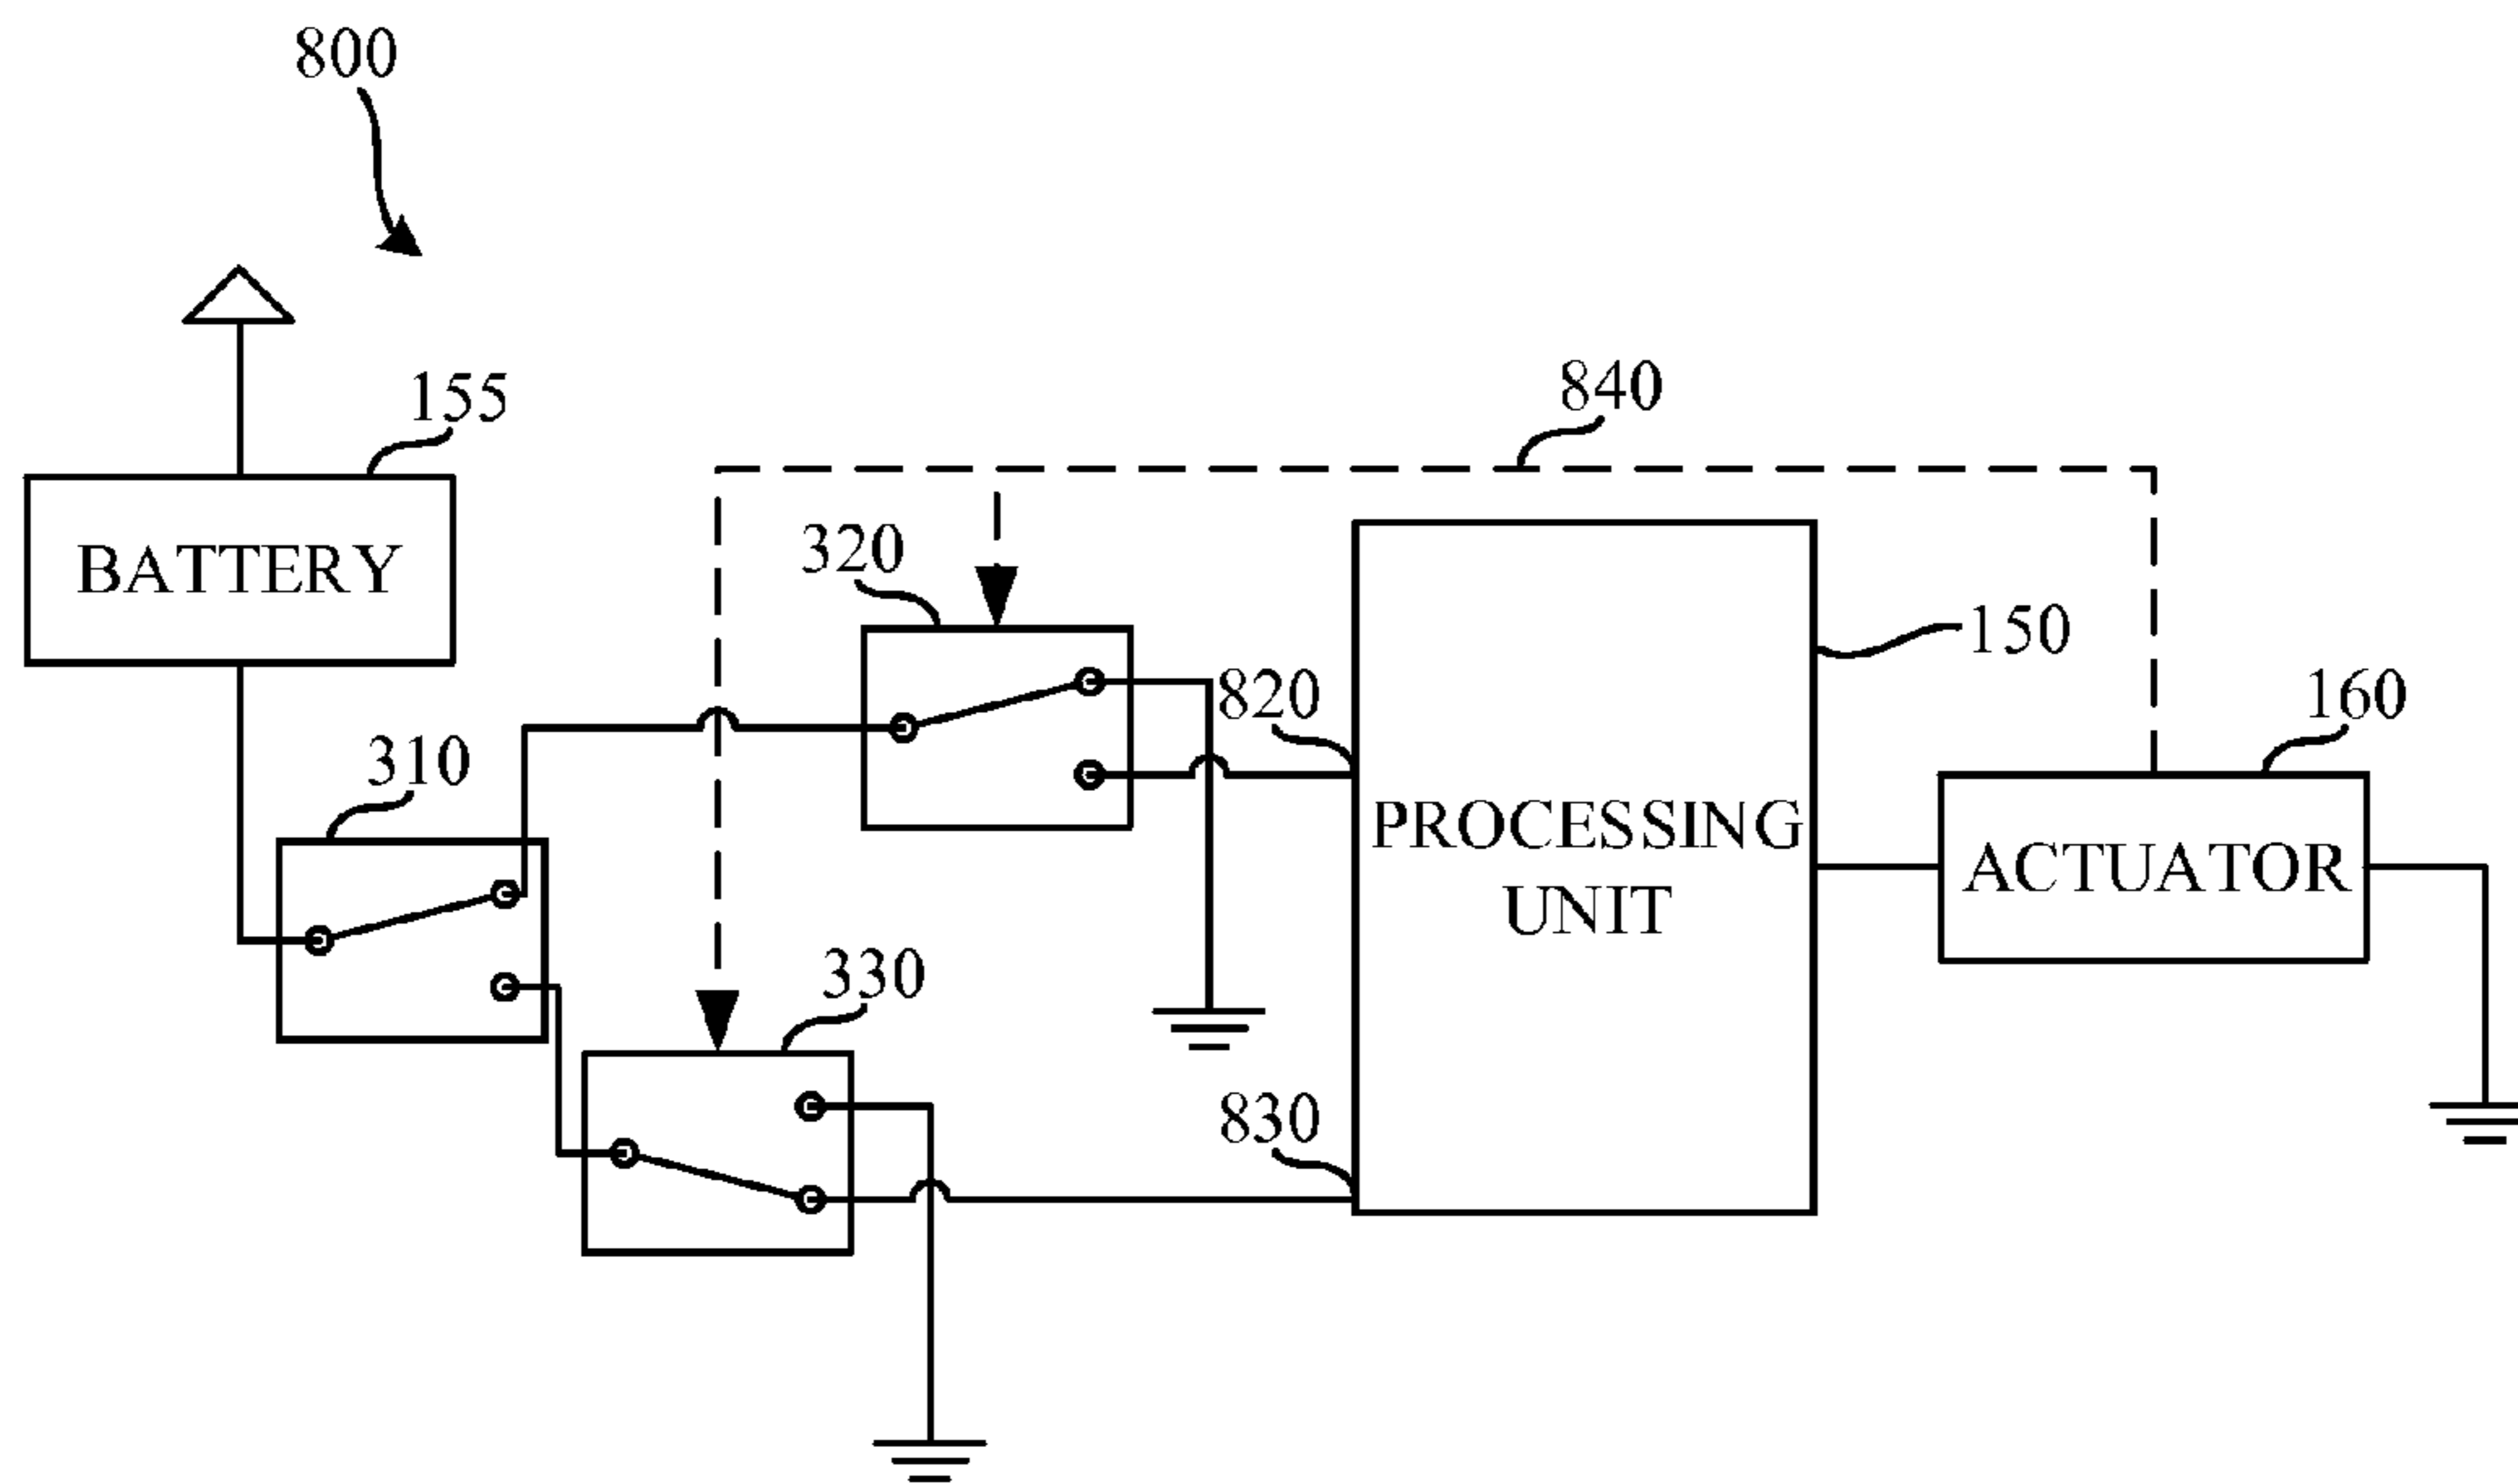 800
155
840
BATTERY
320
150
820
160
310
PROCESSING
UNIT
ACTUATOR
330
830